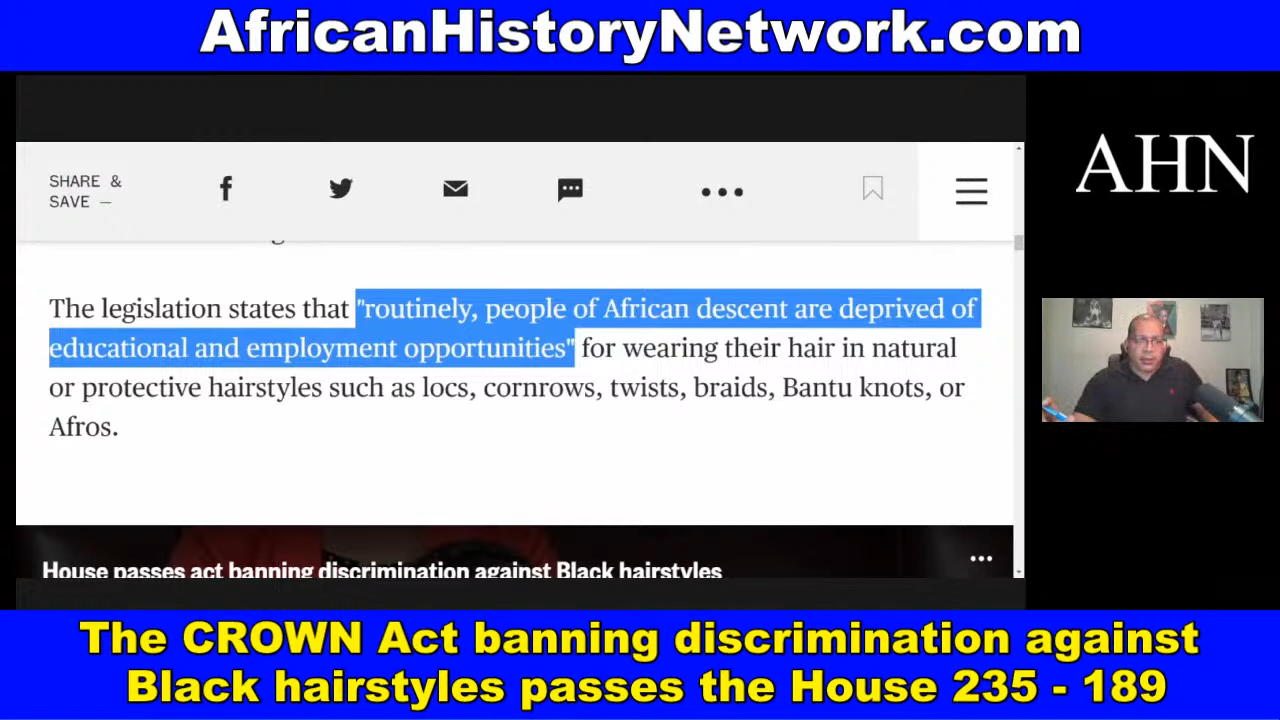 AfricanHistoryNetwork.com
SHARE &
SAVE —
AHN
The legislation states that "routinely, people of African descent are deprived of
educational and employment opportunities" for wearing their hair in natural
or protective hairstyles such as locs, cornrows, twists, braids, Bantu knots, or
Afros.
House passes act banning discrimination against Black hairstyles
The CROWN Act banning discrimination against
Black hairstyles passes the House 235 - 189